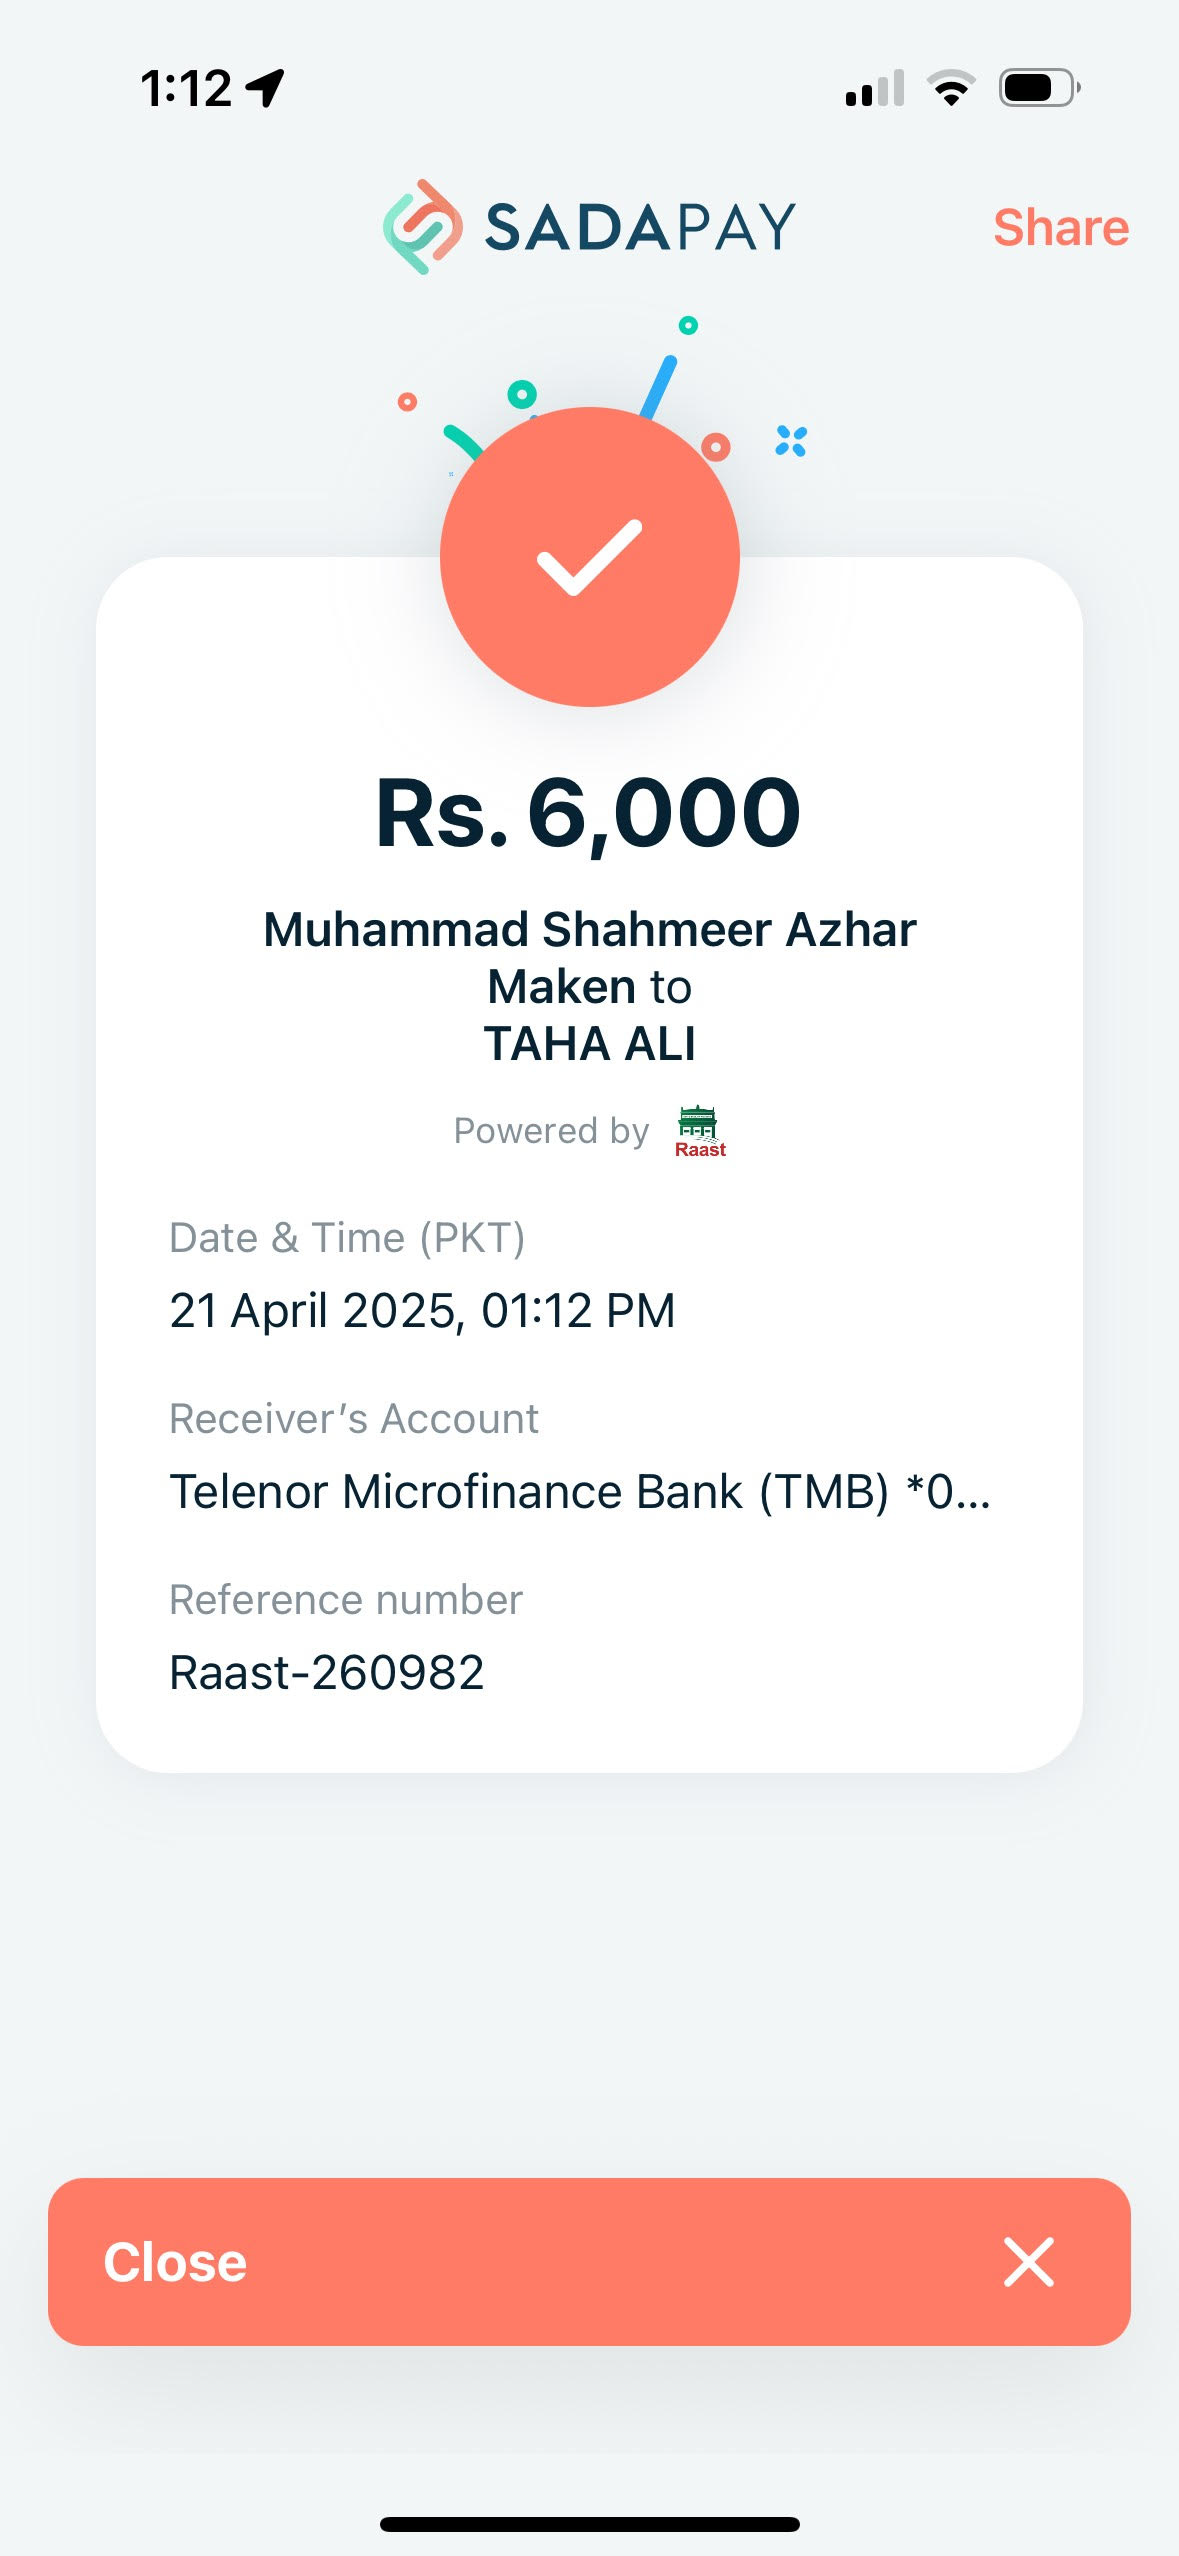 1:12
SADAPAY
Share
Rs. 6,000
Muhammad Shahmeer Azhar
Maken to
TAHA ALI
Powered by Raast
Date & Time (PKT)
21 April 2025, 01:12 PM
Receiver’s Account
Telenor Microfinance Bank (TMB) *0...
Reference number
Raast-260982
Close